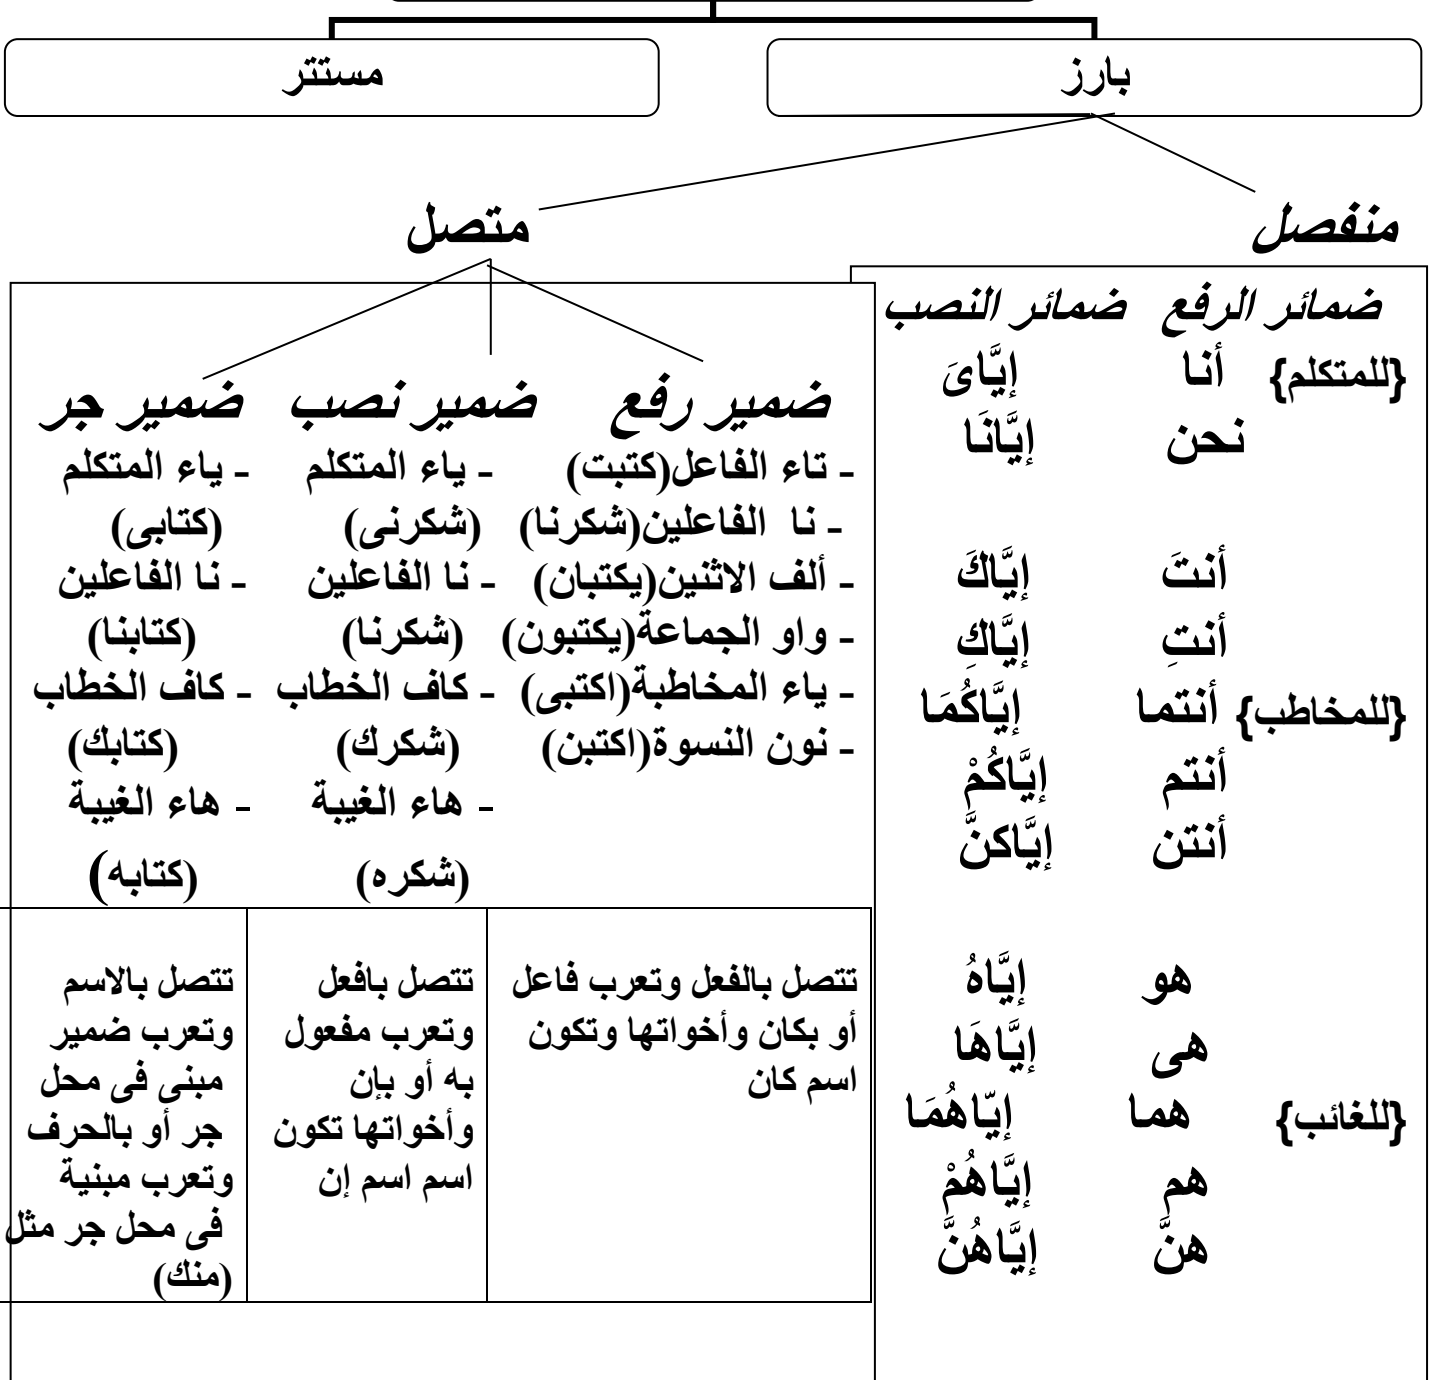 بارز
مستتر
منفصل
متصل
ضمائر الرفع ضمائر النصب
{للمتكلم} أنا إيَّاىَ
نحن إيَّانَا
أنتَ إيَّاكَ
أنتِ إيَّاكِ
{للمخاطب} أنتما إيَّاكُمَا
أنتم إيَّاكُمْ
أنتن إيَّاكنَّ
هو إيَّاهُ
هى إيَّاهَا
{للغائب} هما إيّاهُمَا
هم إيَّاهُمْ
هنَّ إيَّاهُنَّ
ضمير رفع
- تاء الفاعل(كتبت)
- نا الفاعلين(شكرنا)
- ألف الاثنين(يكتبان)
- واو الجماعة(يكتبون)
- ياء المخاطبة(اكتبى)
- نون النسوة(اكتبن)
تتصل بالفعل وتعرب فاعل
أو بكان وأخواتها وتكون
اسم كان
ضمير نصب
- ياء المتكلم
(شكرنى)
- نا الفاعلين
(شكرنا)
- كاف الخطاب
(شكرك)
- هاء الغيبة
(شكره)
تتصل بافعل
وتعرب مفعول
به أو بإن
وأخواتها تكون
اسم اسم إن
ضمير جر
- ياء المتكلم
(كتابى)
- نا الفاعلين
(كتابنا)
- كاف الخطاب
(كتابك)
- هاء الغيبة
(كتابه)
تتصل بالاسم
وتعرب ضمير
مبنى فى محل
جر أو بالحرف
وتعرب مبنية
فى محل جر مثل
(منك)